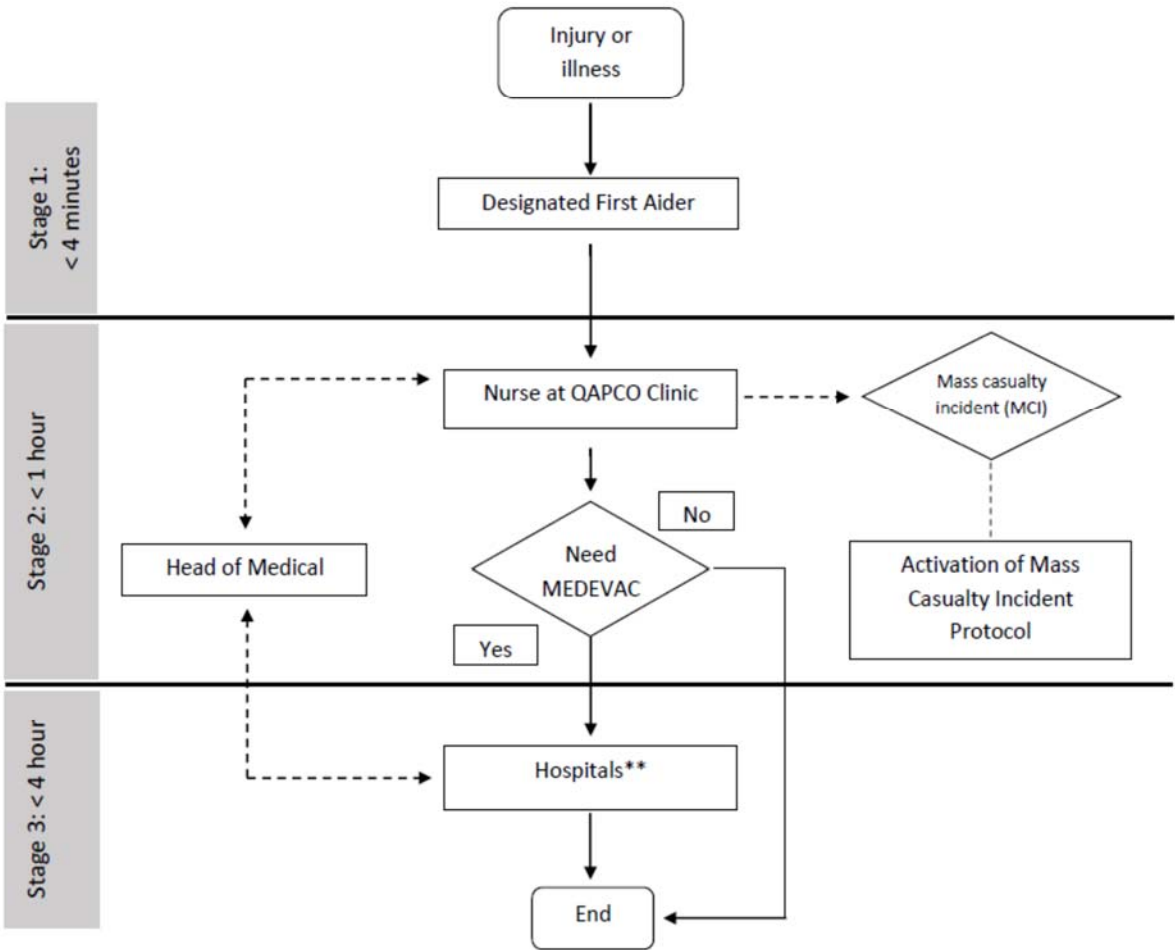 Injury or
illness
Stage 1:
< 4 minutes
Designated First Aider
Stage 2: < 1 hour
Nurse at QAPCO Clinic
Mass casualty
incident (MCI)
No
Need
MEDEVAC
Head of Medical
Activation of Mass
Casualty Incident
Protocol
Yes
Stage 3: < 4 hour
Hospitals**
End